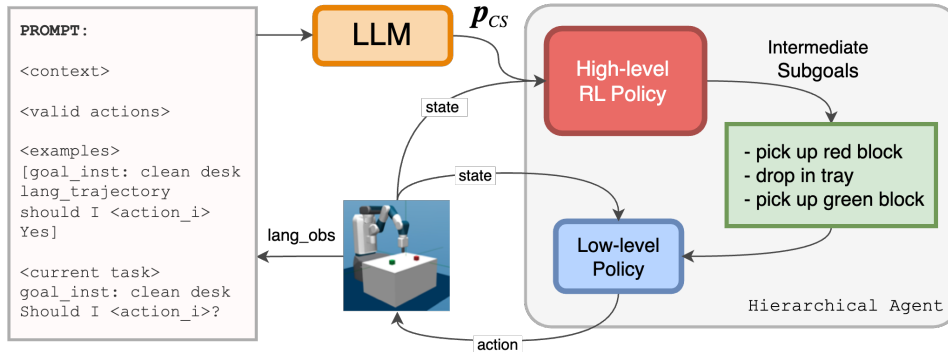 PROMPT:
<context>
<valid actions>
<examples>
[goal_inst: clean desk
lang_trajectory
should I <action_i>
Yes]
<current task>
goal_inst: clean desk
Should I <action_i>?
LLM
p_CS
state
state
lang_obs
action
High-level
RL Policy
Intermediate
Subgoals
- pick up red block
- drop in tray
- pick up green block
Low-level
Policy
Hierarchical Agent